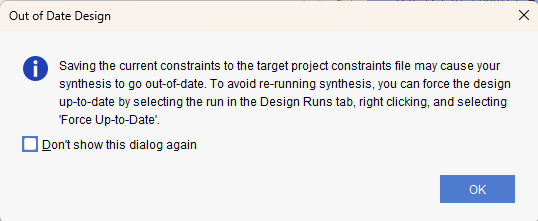 Out of Date Design
Saving the current constraints to the target project constraints file may cause your
synthesis to go out-of-date. To avoid re-running synthesis, you can force the design
up-to-date by selecting the run in the Design Runs tab, right clicking, and selecting
'Force Up-to-Date'.
Don't show this dialog again
OK